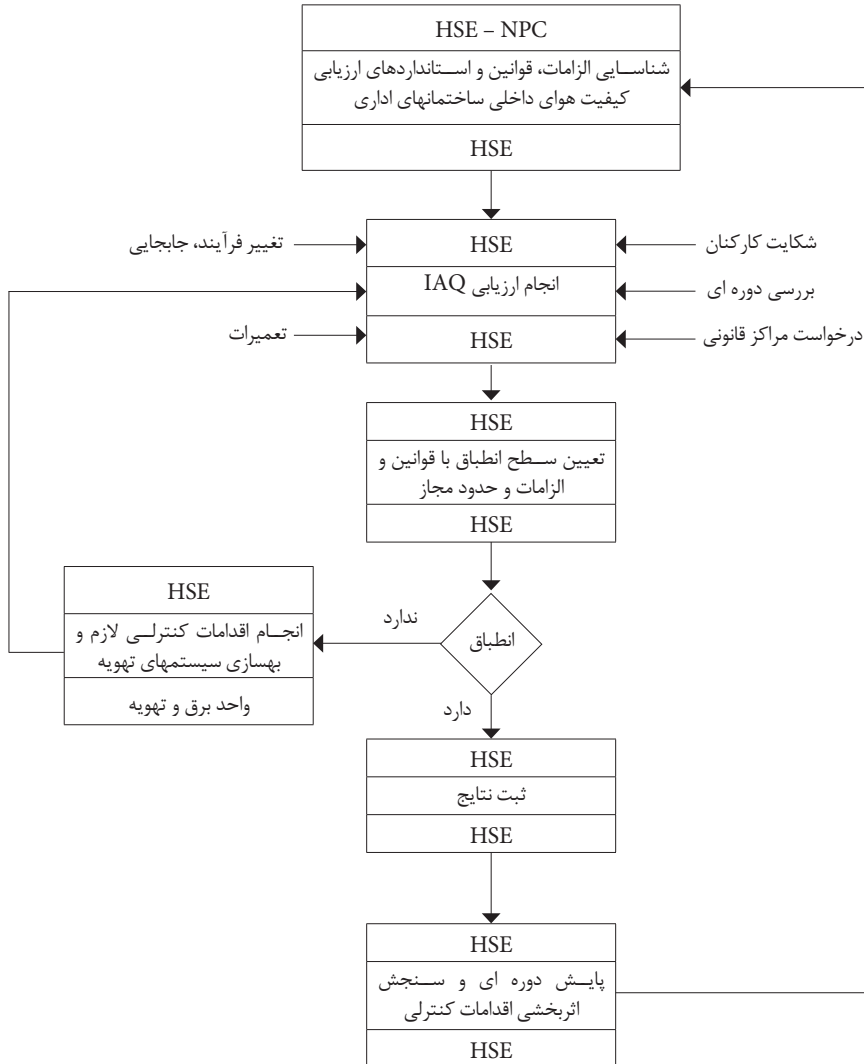 HSE – NPC
شناسایی الزامات، قوانین و استانداردهای ارزیابی
کیفیت هوای داخلی ساختمانهای اداری
HSE
تغییر فرآیند، جابجایی
HSE
شکایت کارکنان
انجام ارزیابی IAQ
بررسی دوره ای
تعمیرات
HSE
درخواست مراکز قانونی
HSE
تعیین سطح انطباق با قوانین و
الزامات و حدود مجاز
HSE
انطباق
ندارد
دارد
HSE
انجام اقدامات کنترلی لازم و
بهسازی سیستمهای تهویه
واحد برق و تهویه
HSE
ثبت نتایج
HSE
HSE
پایش دوره ای و سنجش
اثربخشی اقدامات کنترلی
HSE